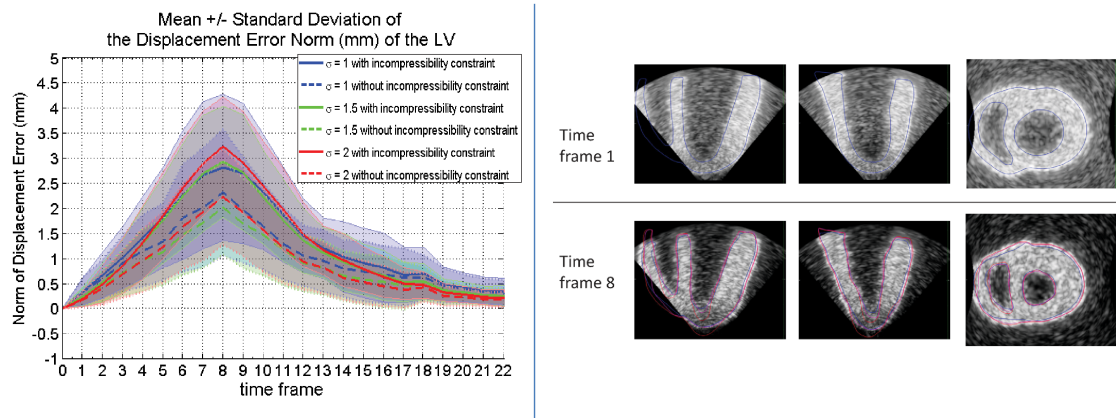 Mean +/- Standard Deviation of
the Displacement Error Norm (mm) of the LV
Norm of Displacement Error (mm)
5
4.5
4
3.5
3
2.5
2
1.5
1
0.5
0
-0.5
-1
σ = 1 with incompressibility constraint
σ = 1 without incompressibility constraint
σ = 1.5 with incompressibility constraint
σ = 1.5 without incompressibility constraint
σ = 2 with incompressibility constraint
σ = 2 without incompressibility constraint
0 1 2 3 4 5 6 7 8 9 10 11 12 13 14 15 16 17 18 19 20 21 22
time frame
Time
frame 1
Time
frame 8